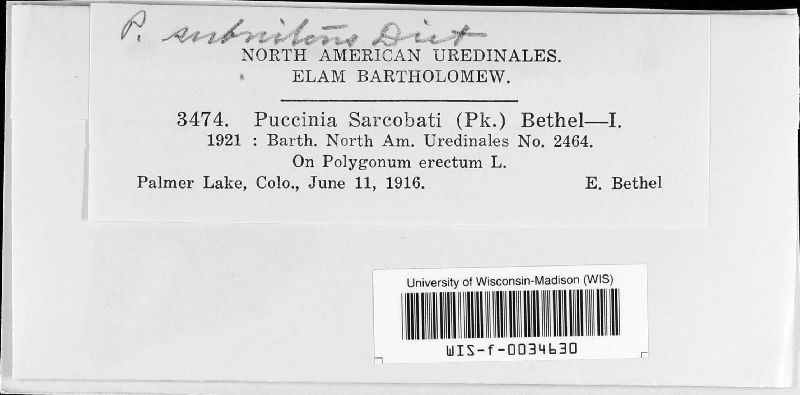 P. subnitens Diet
NORTH AMERICAN UREDINALES.
ELAM BARTHOLOMEW.
3474. Puccinia Sarcobati (Pk.) Bethel—I.
1921 : Barth. North Am. Uredinales No. 2464.
On Polygonum erectum L.
Palmer Lake, Colo., June 11, 1916. E. Bethel
University of Wisconsin-Madison (WIS)
WIS-f-0034630